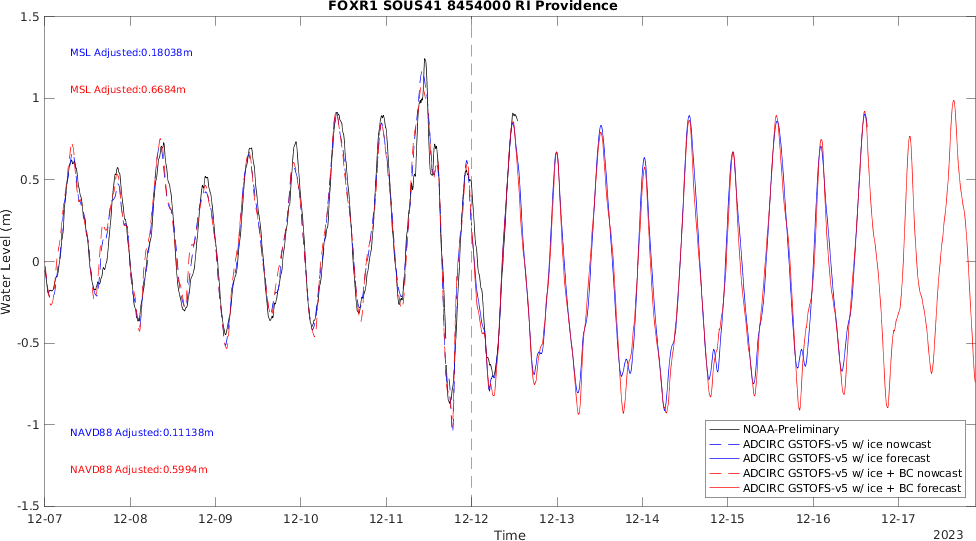 FOXR1 SOUS41 8454000 RI Providence
1.5
MSL Adjusted:0.18038m
MSL Adjusted:0.6684m
1
0.5
0
-0.5
-1
-1.5
Water Level (m)
NAVD88 Adjusted:0.11138m
NAVD88 Adjusted:0.5994m
NOAA-Preliminary
ADCIRC GSTOFS-v5 w/ ice nowcast
ADCIRC GSTOFS-v5 w/ ice forecast
ADCIRC GSTOFS-v5 w/ ice + BC nowcast
ADCIRC GSTOFS-v5 w/ ice + BC forecast
12-07 12-08 12-09 12-10 12-11 12-12 12-13 12-14 12-15 12-16 12-17
Time
2023